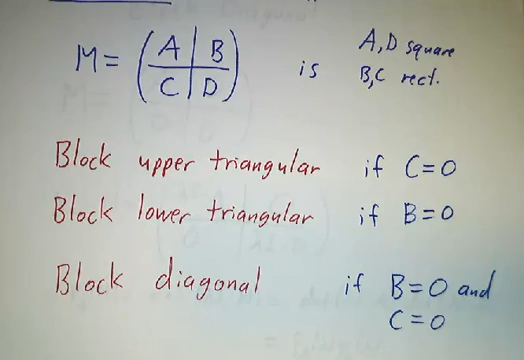 M = ( A B ) is A, D square
( C D ) B, C rect.
Block upper triangular if C=0
Block lower triangular if B=0
Block diagonal if B=0 and
C=0